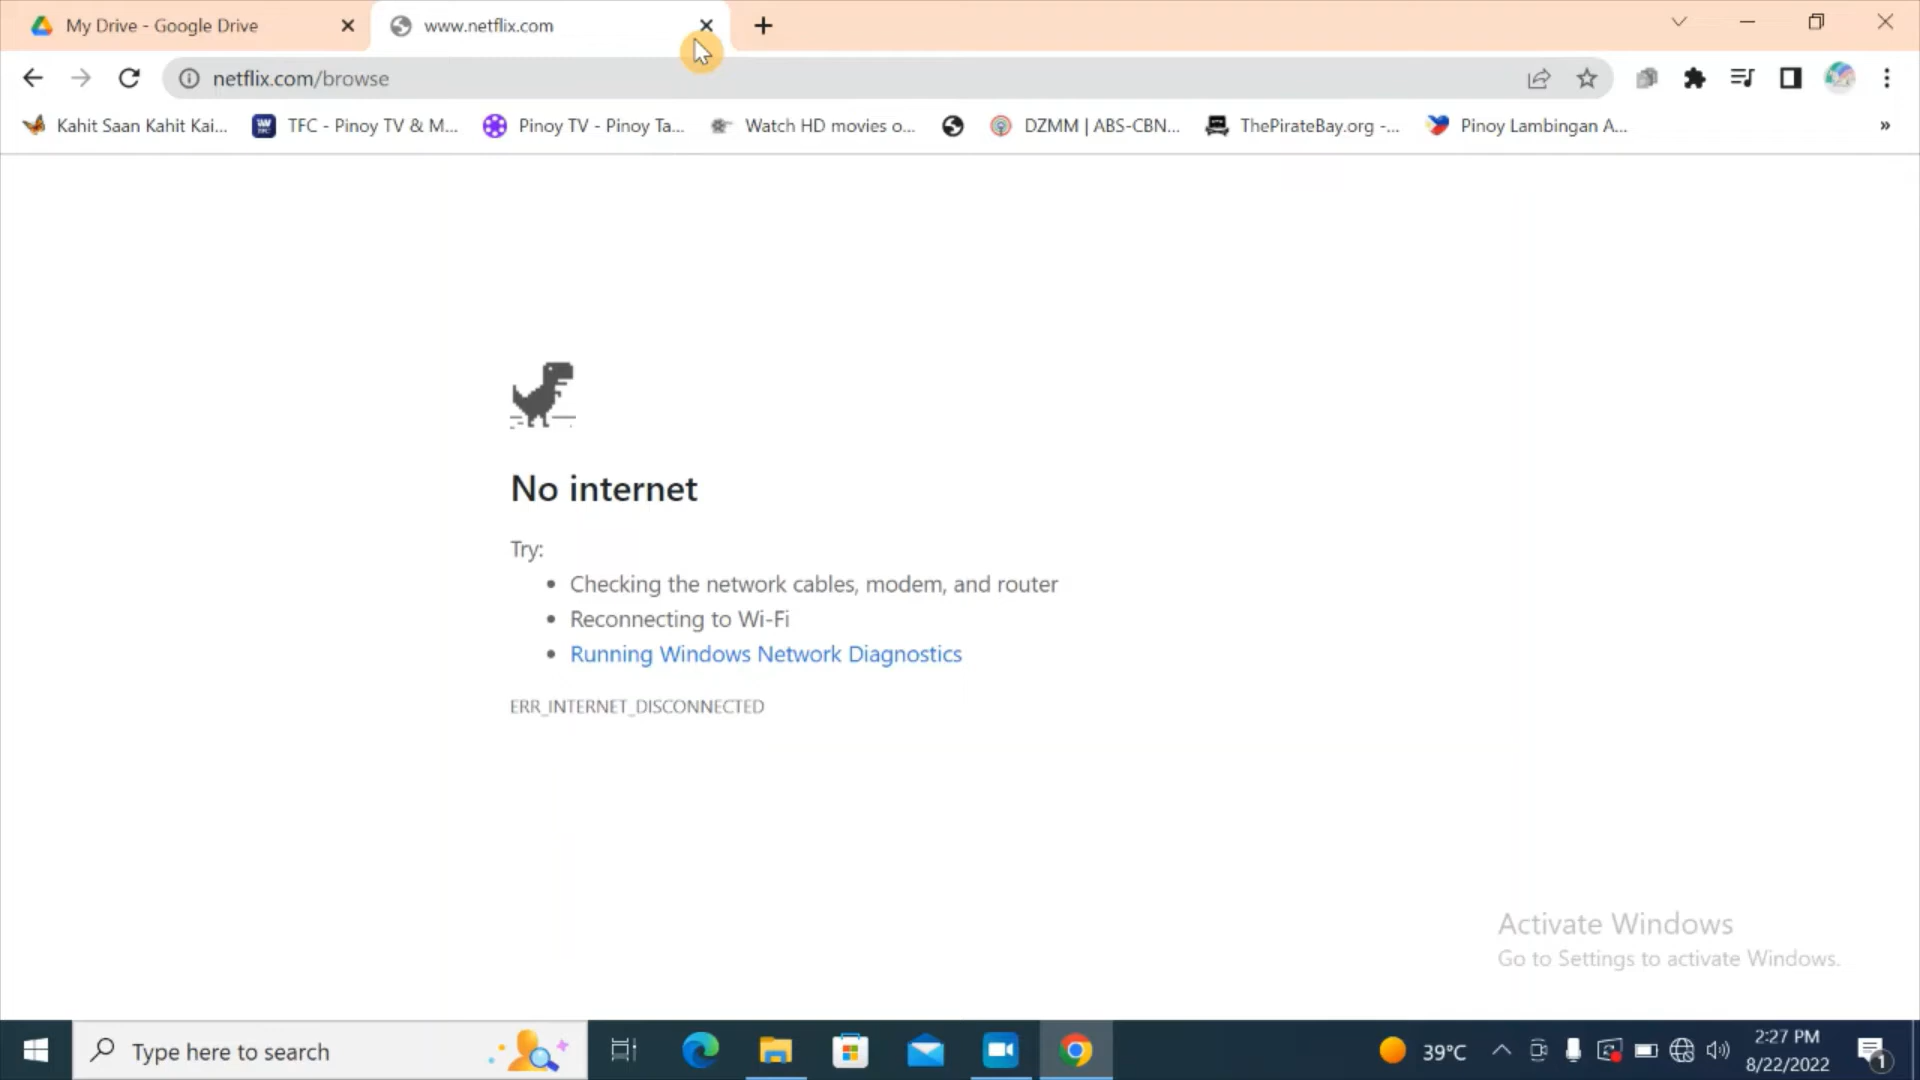 My Drive - Google Drive
www.netflix.com
netflix.com/browse
Kahit Saan Kahit Kai...
TFC - Pinoy TV & M...
Pinoy TV - Pinoy Ta...
Watch HD movies o...
DZMM | ABS-CBN...
ThePirateBay.org -...
Pinoy Lambingan A...
»
No internet
Try:
• Checking the network cables, modem, and router
• Reconnecting to Wi-Fi
• Running Windows Network Diagnostics
ERR_INTERNET_DISCONNECTED
Activate Windows
Go to Settings to activate Windows.
Type here to search
39°C
2:27 PM
8/22/2022
1